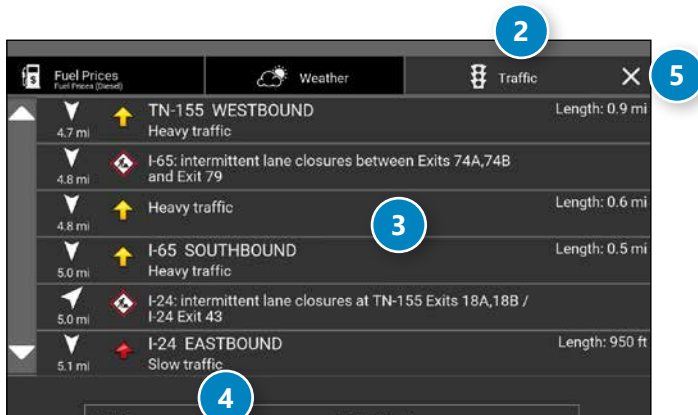 2
Fuel Prices
Fuel Prices (Diesel)
Weather
Traffic
5
TN-155 WESTBOUND
Length: 0.9 mi
4.7 mi
Heavy traffic
I-65: intermittent lane closures between Exits 74A,74B
4.8 mi
and Exit 79
Heavy traffic
Length: 0.6 mi
4.8 mi
3
I-65 SOUTHBOUND
Length: 0.5 mi
5.0 mi
Heavy traffic
I-24: intermittent lane closures at TN-155 Exits 18A,18B /
5.0 mi
I-24 Exit 43
I-24 EASTBOUND
Length: 950 ft
5.1 mi
Slow traffic
4